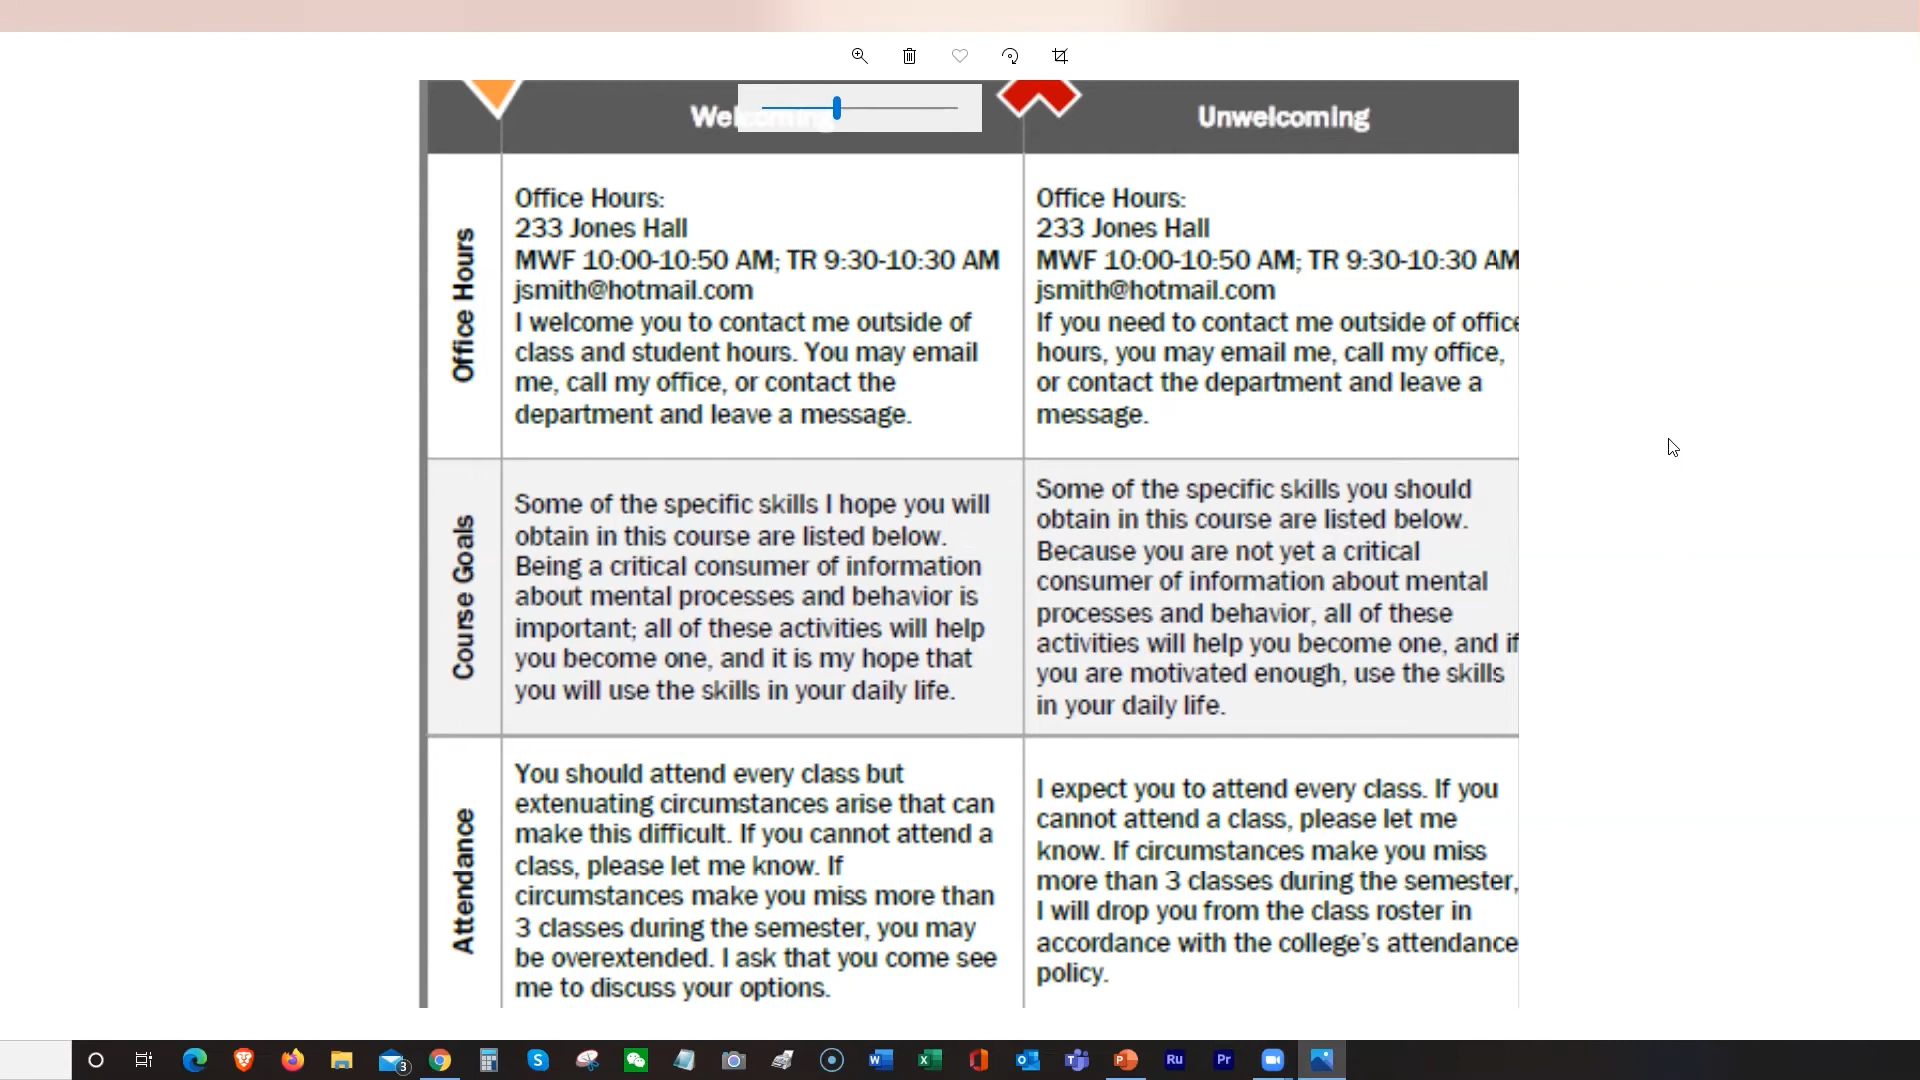 Welcoming
Unwelcoming
Office Hours
Office Hours:
233 Jones Hall
MWF 10:00-10:50 AM; TR 9:30-10:30 AM
jsmith@hotmail.com
I welcome you to contact me outside of
class and student hours. You may email
me, call my office, or contact the
department and leave a message.
Office Hours:
233 Jones Hall
MWF 10:00-10:50 AM; TR 9:30-10:30 AM
jsmith@hotmail.com
If you need to contact me outside of office
hours, you may email me, call my office,
or contact the department and leave a
message.
Course Goals
Some of the specific skills I hope you will
obtain in this course are listed below.
Being a critical consumer of information
about mental processes and behavior is
important; all of these activities will help
you become one, and it is my hope that
you will use the skills in your daily life.
Some of the specific skills you should
obtain in this course are listed below.
Because you are not yet a critical
consumer of information about mental
processes and behavior, all of these
activities will help you become one, and if
you are motivated enough, use the skills
in your daily life.
Attendance
You should attend every class but
extenuating circumstances arise that can
make this difficult. If you cannot attend a
class, please let me know. If
circumstances make you miss more than
3 classes during the semester, you may
be overextended. I ask that you come see
me to discuss your options.
I expect you to attend every class. If you
cannot attend a class, please let me
know. If circumstances make you miss
more than 3 classes during the semester,
I will drop you from the class roster in
accordance with the college's attendance
policy.
3
Ru
Pr